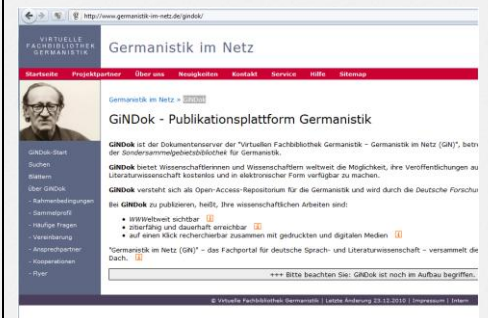 http://www.germanistik-im-netz.de/gindok/
VIRTUELLE
FACHBIBLIOTHEK
GERMANISTIK
Germanistik im Netz
Startseite Projektpartner Über uns Neuigkeiten Kontakt Service Hilfe Sitemap
Germanistik im Netz > GiNDok
GiNDok - Publikationsplattform Germanistik
GiNDok-Start
Suchen
Blättern
Über GiNDok
- Rahmenbedingungen
- Sammelprofil
- Häufige Fragen
- Vereinbarung
- Ansprechpartner
- Kooperationen
- Flyer
GiNDok ist der Dokumentenserver der "Virtuellen Fachbibliothek Germanistik - Germanistik im Netz (GiN)", betr
der Sondersammelgebietsbibliothek für Germanistik.
GiNDok bietet Wissenschaftlerinnen und Wissenschaftlern weltweit die Möglichkeit, ihre Veröffentlichungen au
Literaturwissenschaft kostenlos und in elektronischer Form verfügbar zu machen.
GiNDok versteht sich als Open-Access-Repositorium für die Germanistik und wird durch die Deutsche Forschur
Bei GiNDok zu publizieren, heißt, Ihre wissenschaftlichen Arbeiten sind:
• WWWeltweit sichtbar
• zitierfähig und dauerhaft erreichbar
• auf einen Klick recherchierbar zusammen mit gedruckten und digitalen Medien
"Germanistik im Netz (GiN)" - das Fachportal für deutsche Sprach- und Literaturwissenschaft - versammelt die
Dach.
+++ Bitte beachten Sie: GiNDok ist noch im Aufbau begriffen.
© Virtuelle Fachbibliothek Germanistik | Letzte Änderung 23.12.2010 | Impressum | Intern